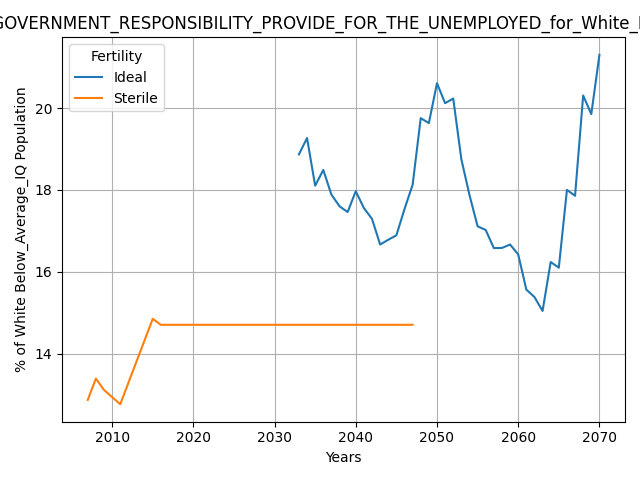 GOVERNMENT_RESPONSIBILITY_PROVIDE_FOR_THE_UNEMPLOYED_for_White_
Fertility
Ideal
Sterile
% of White Below_Average_IQ Population
20
18
16
14
2010 2020 2030 2040 2050 2060 2070
Years